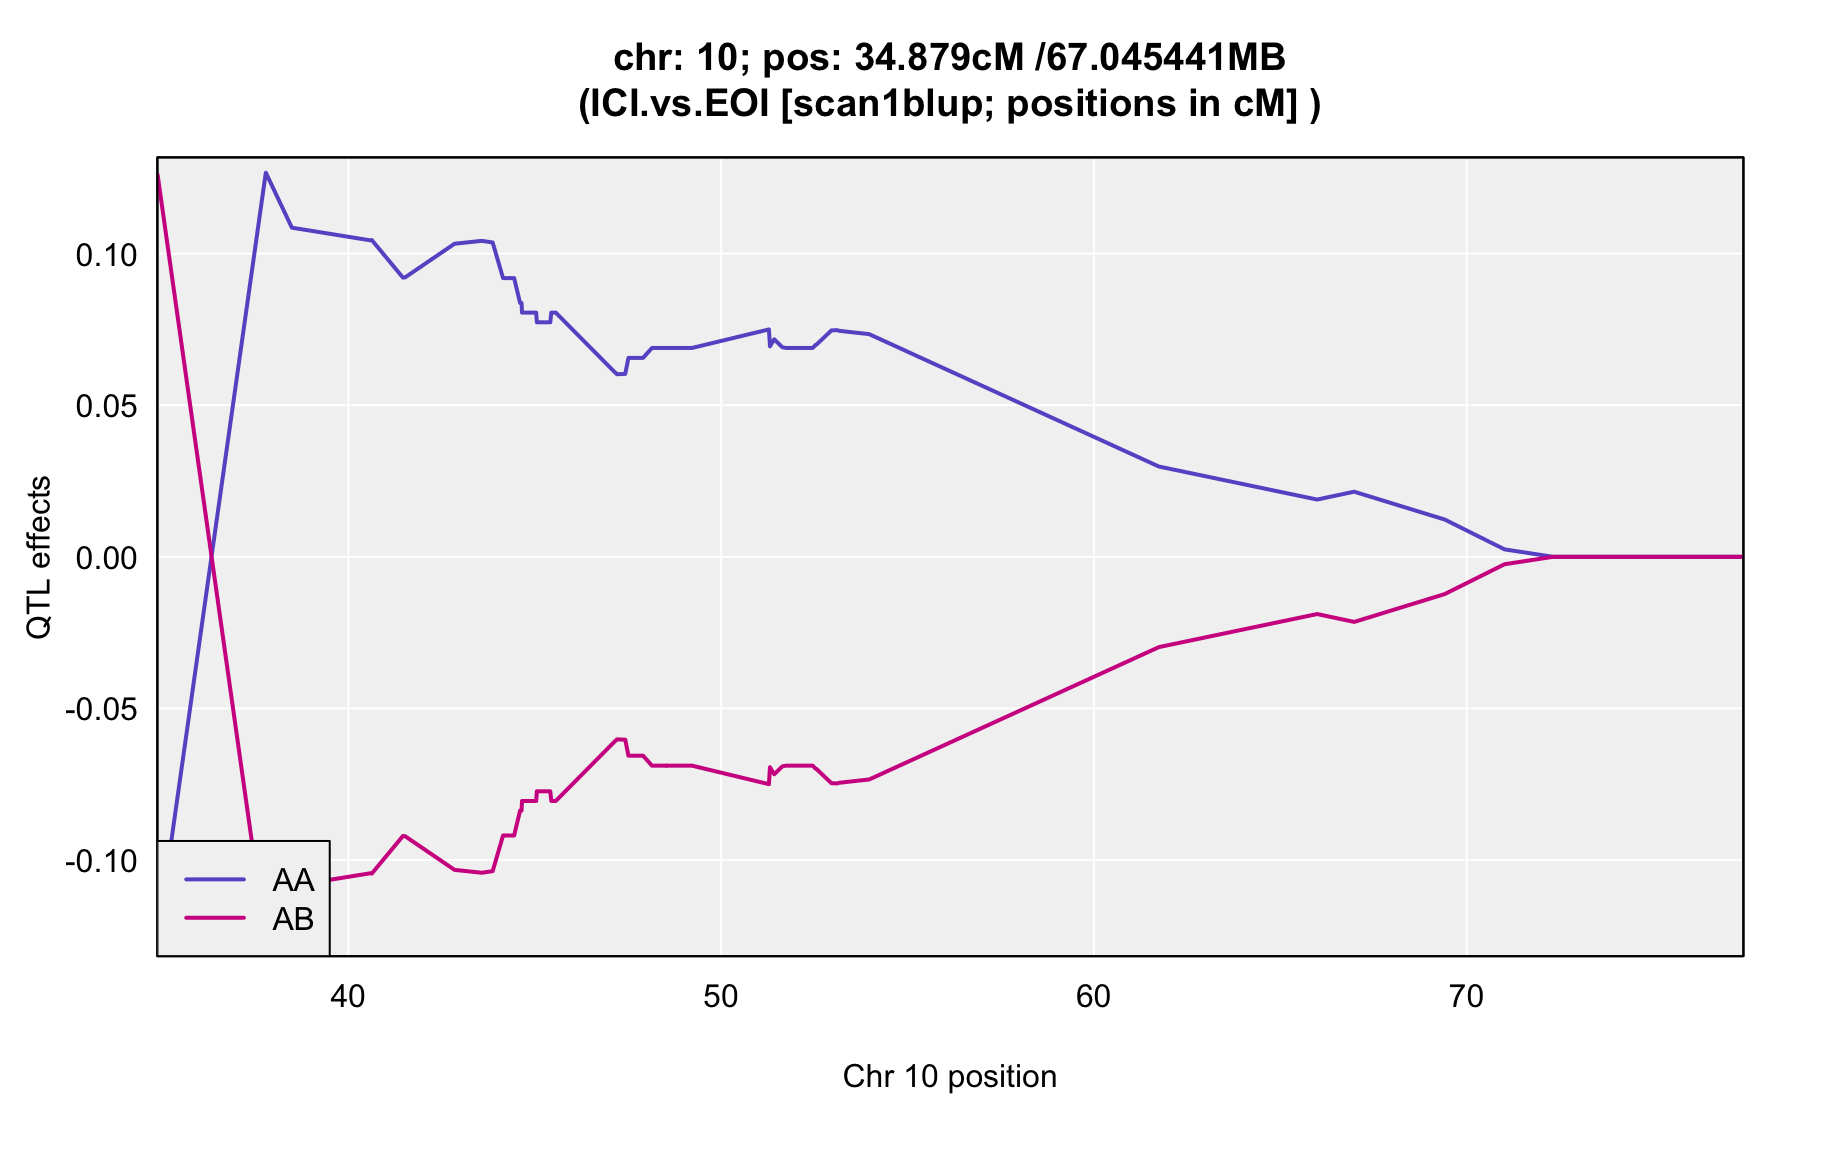 chr: 10; pos: 34.879cM /67.045441MB
(ICI.vs.EOI [scan1blup; positions in cM] )
QTL effects
0.10
0.05
0.00
-0.05
-0.10
AA
AB
40 50 60 70
Chr 10 position